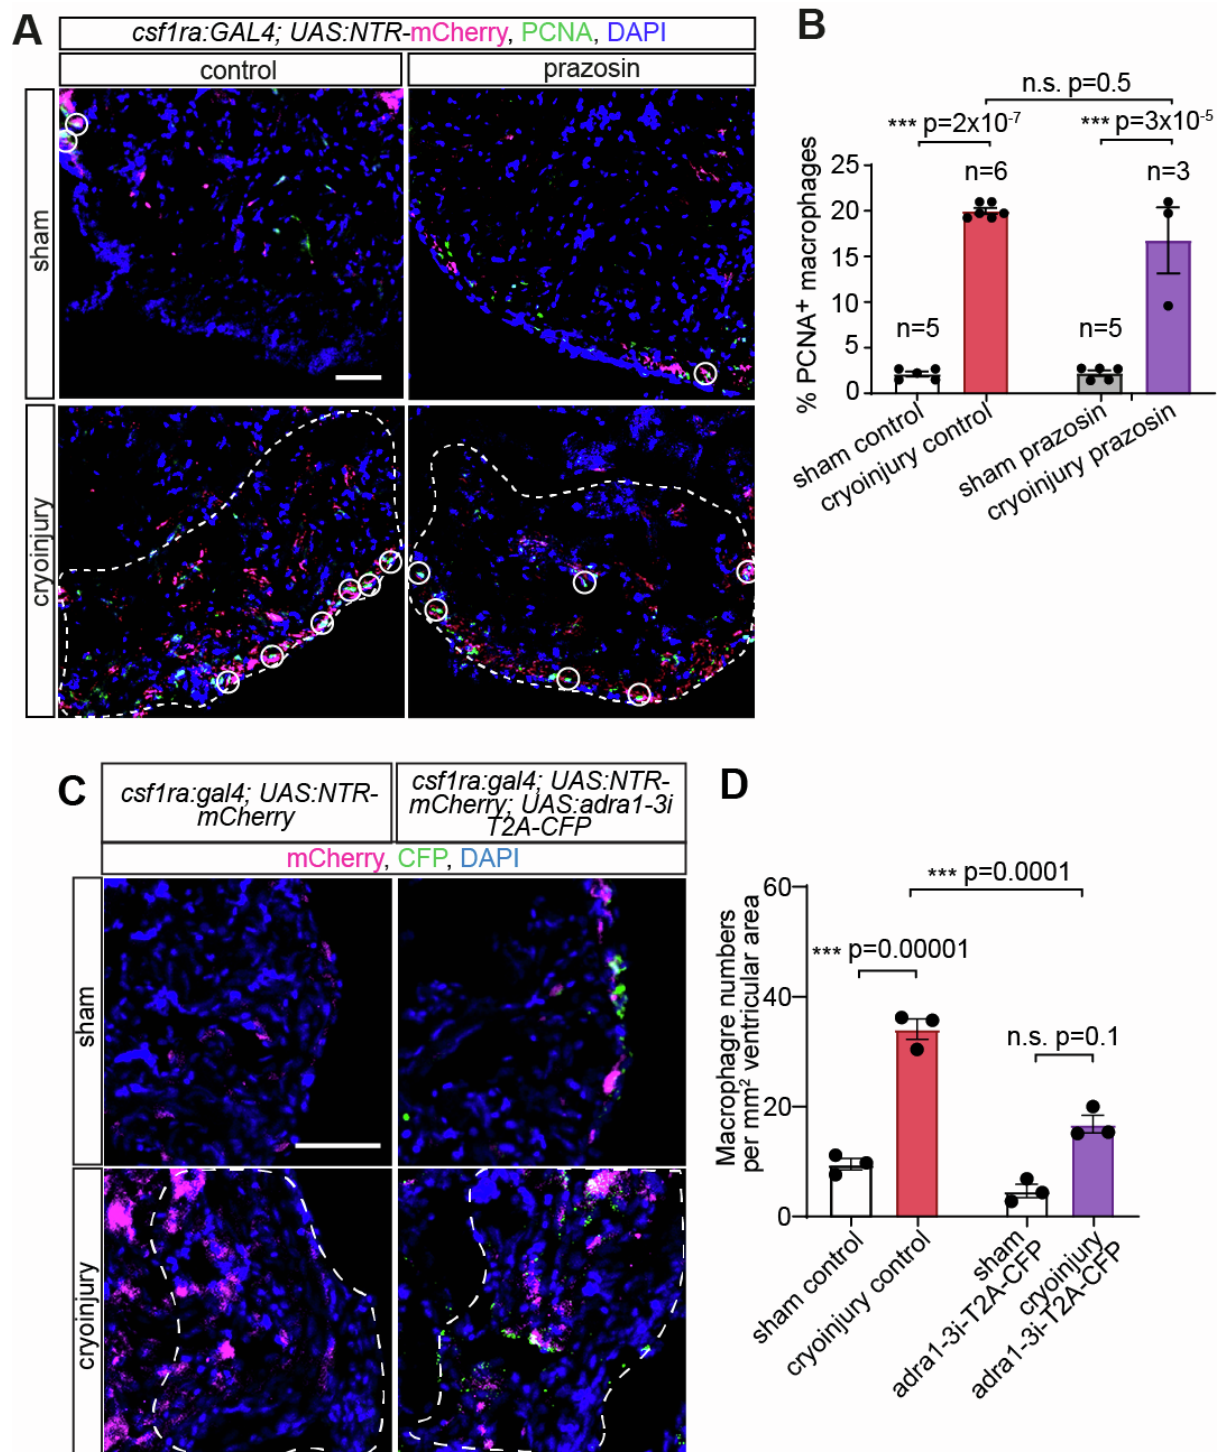 A
csf1ra:GAL4; UAS:NTR-mCherry, PCNA, DAPI
control
prazosin
sham
cryoinjury
B
n.s. p=0.5
*** p=2x10-7
*** p=3x10-5
n=6
n=3
n=5
n=5
% PCNA+ macrophages
25
20
15
10
5
0
sham control
cryoinjury control
sham prazosin
cryoinjury prazosin
C
csf1ra:gal4; UAS:NTR-
mCherry
csf1ra:gal4; UAS:NTR-
mCherry; UAS:adra1-3i
T2A-CFP
mCherry, CFP, DAPI
sham
cryoinjury
D
*** p=0.0001
*** p=0.00001
n.s. p=0.1
Macrophagre numbers
per mm2 ventricular area
60
40
20
0
sham control
cryoinjury control
sham
adra1-3i-T2A-CFP
cryoinjury
adra1-3i-T2A-CFP